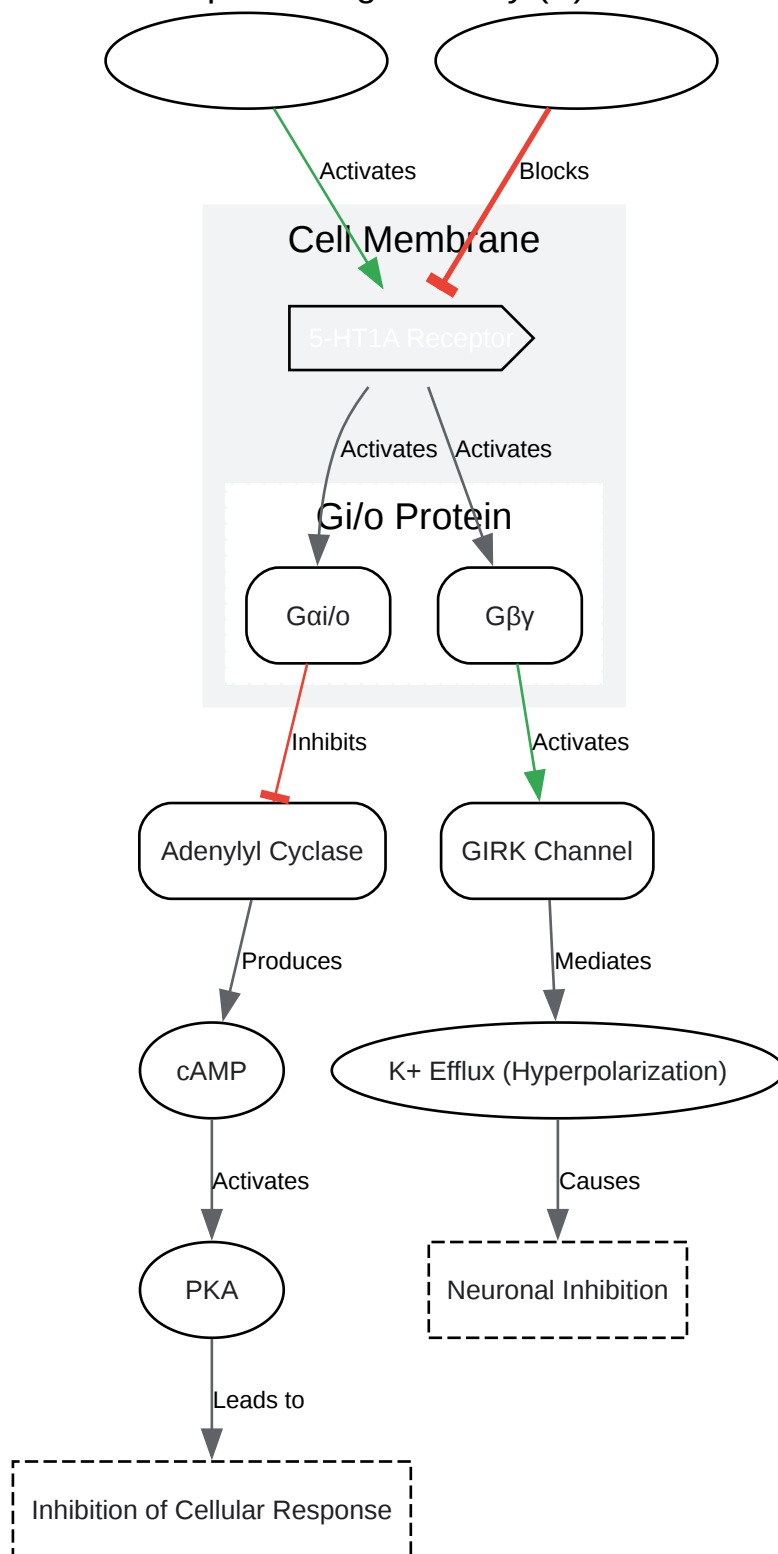 Activates
Blocks
Cell Membrane
5-HT1A Receptor
Activates
Activates
Gi/o Protein
Gαi/o
Gβγ
Inhibits
Activates
Adenylyl Cyclase
GIRK Channel
Produces
Mediates
cAMP
K+ Efflux (Hyperpolarization)
Activates
Causes
PKA
Neuronal Inhibition
Leads to
Inhibition of Cellular Response